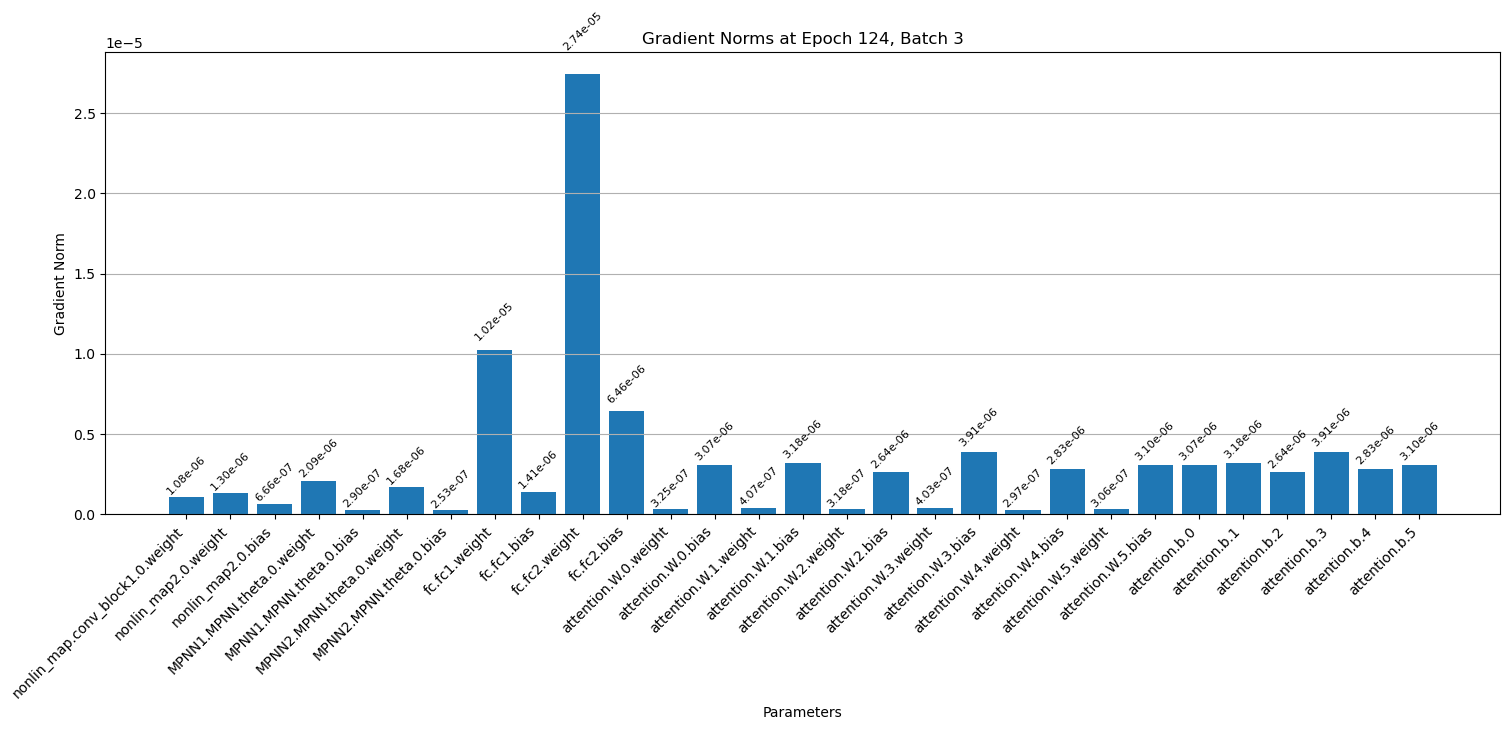 Gradient Norms at Epoch 124, Batch 3
1e−5
Gradient Norm
2.5
2.0
1.5
1.0
0.5
0.0
1.08e-06
1.30e-06
6.66e-07
2.09e-06
2.90e-07
1.68e-06
2.53e-07
1.02e-05
1.41e-06
2.74e-05
6.46e-06
3.25e-07
3.07e-06
4.07e-07
3.18e-06
3.18e-07
2.64e-06
4.03e-07
3.91e-06
2.97e-07
2.83e-06
3.06e-07
3.10e-06
3.07e-06
3.18e-06
2.64e-06
3.91e-06
2.83e-06
3.10e-06
nonlin_map.conv_block1.0.weight
nonlin_map2.0.weight
nonlin_map2.0.bias
MPNN1.MPNN.theta.0.weight
MPNN1.MPNN.theta.0.bias
MPNN2.MPNN.theta.0.weight
MPNN2.MPNN.theta.0.bias
fc.fc1.weight
fc.fc1.bias
fc.fc2.weight
fc.fc2.bias
attention.W.0.weight
attention.W.0.bias
attention.W.1.weight
attention.W.1.bias
attention.W.2.weight
attention.W.2.bias
attention.W.3.weight
attention.W.3.bias
attention.W.4.weight
attention.W.4.bias
attention.W.5.weight
attention.W.5.bias
attention.b.0
attention.b.1
attention.b.2
attention.b.3
attention.b.4
attention.b.5
Parameters